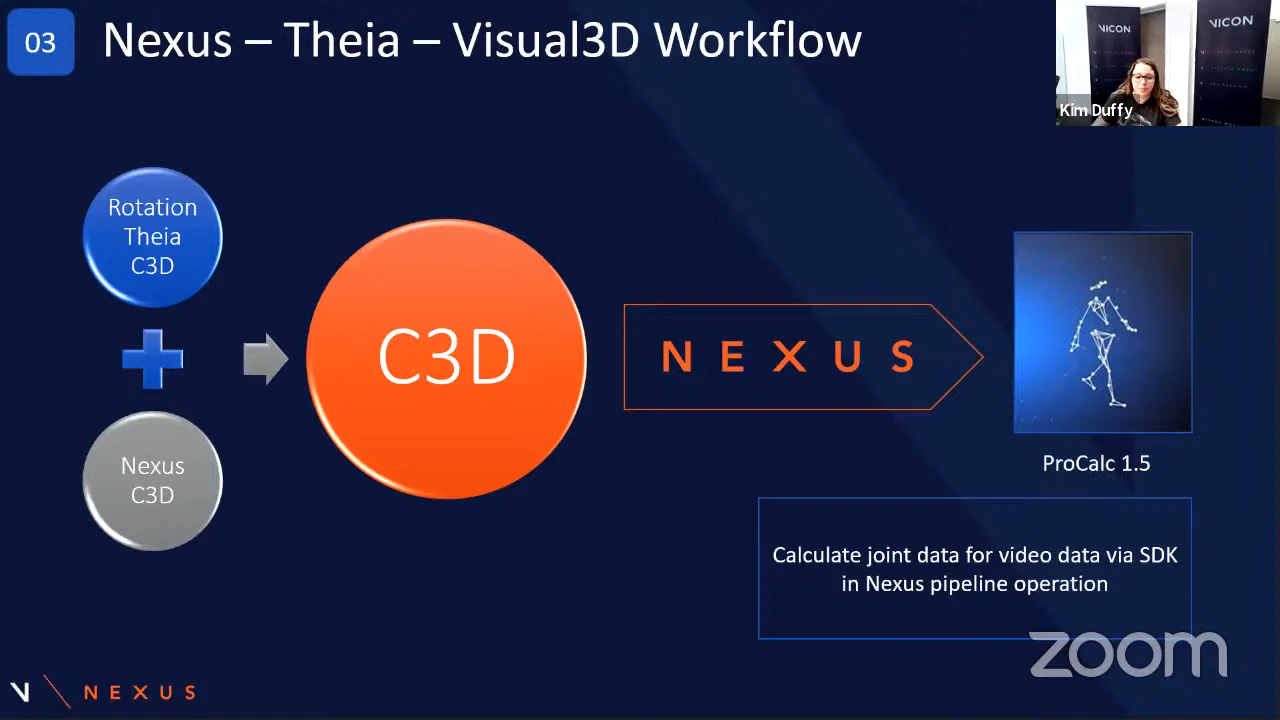 03
Nexus – Theia – Visual3D Workflow
VICON
VICON
Kim Duffy
Rotation
Theia
C3D
Nexus
C3D
C3D
NEXUS
ProCalc 1.5
Calculate joint data for video data via SDK
in Nexus pipeline operation
zoom
NEXUS